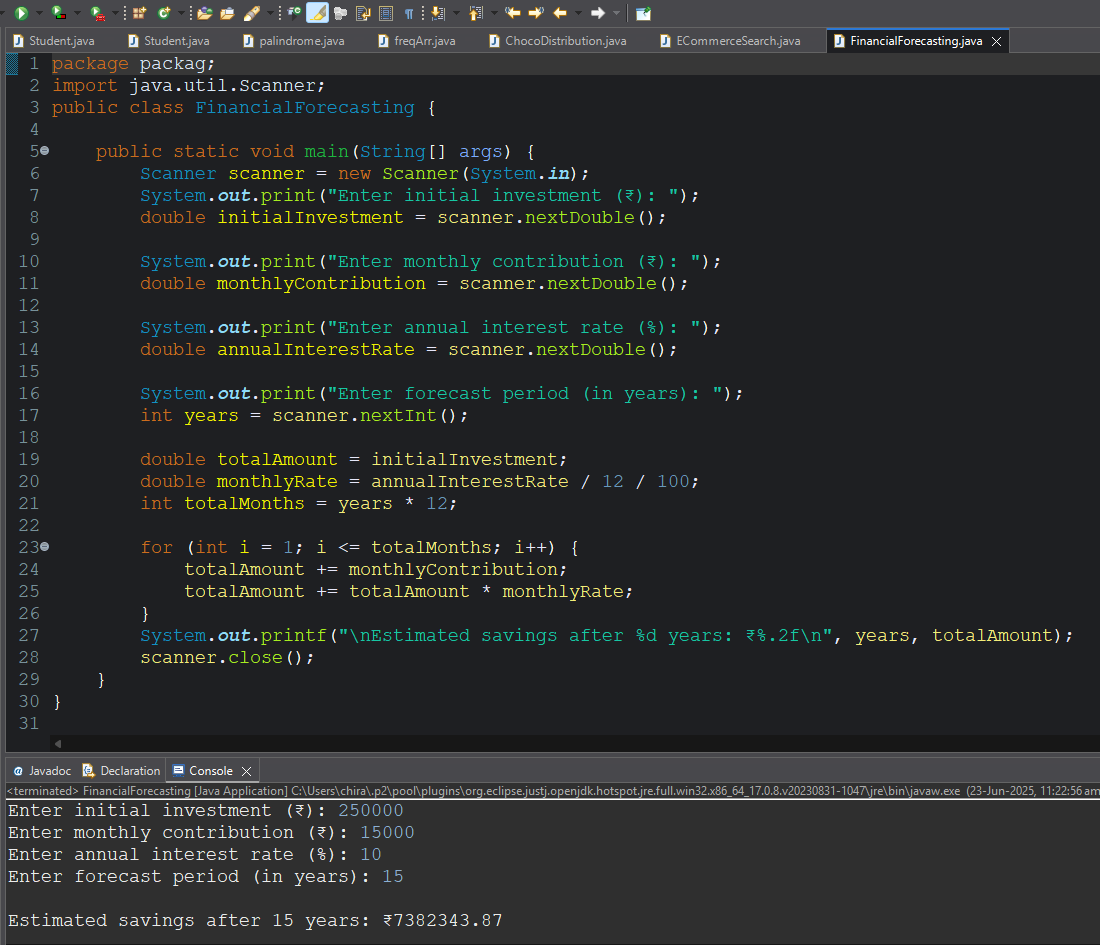 Student.java Student.java palindrome.java freqArr.java ChocoDistribution.java ECommerceSearch.java FinancialForecasting.java
1 package packag;
2 import java.util.Scanner;
3 public class FinancialForecasting {
4
5     public static void main(String[] args) {
6         Scanner scanner = new Scanner(System.in);
7         System.out.print("Enter initial investment (₹): ");
8         double initialInvestment = scanner.nextDouble();
9
10         System.out.print("Enter monthly contribution (₹): ");
11         double monthlyContribution = scanner.nextDouble();
12
13         System.out.print("Enter annual interest rate (%): ");
14         double annualInterestRate = scanner.nextDouble();
15
16         System.out.print("Enter forecast period (in years): ");
17         int years = scanner.nextInt();
18
19         double totalAmount = initialInvestment;
20         double monthlyRate = annualInterestRate / 12 / 100;
21         int totalMonths = years * 12;
22
23         for (int i = 1; i <= totalMonths; i++) {
24             totalAmount += monthlyContribution;
25             totalAmount += totalAmount * monthlyRate;
26         }
27         System.out.printf("\nEstimated savings after %d years: ₹%.2f\n", years, totalAmount);
28         scanner.close();
29     }
30 }
31
Javadoc Declaration Console
<terminated> FinancialForecasting [Java Application] C:\Users\chira\.p2\pool\plugins\org.eclipse.justj.openjdk.hotspot.jre.full.win32.x86_64_17.0.8.v20230831-1047\jre\bin\javaw.exe (23-Jun-2025, 11:22:56 am
Enter initial investment (₹): 250000
Enter monthly contribution (₹): 15000
Enter annual interest rate (%): 10
Enter forecast period (in years): 15

Estimated savings after 15 years: ₹7382343.87